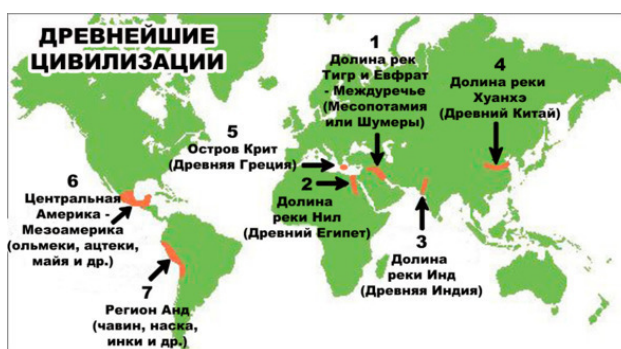 ДРЕВНЕЙШИЕ
ЦИВИЛИЗАЦИИ
1
Долина рек
Тигр и Евфрат
- Междуречье
(Месопотамия
или Шумеры)
4
Долина реки
Хуанхэ
(Древний Китай)
5
Остров Крит
(Древняя Греция)
6
Центральная
Америка -
Мезоамерика
(ольмеки, ацтеки,
майя и др.)
2
Долина
реки Нил
(Древний Египет)
3
Долина
реки Инд
(Древняя Индия)
7
Регион Анд
(чавин, наска,
инки и др.)